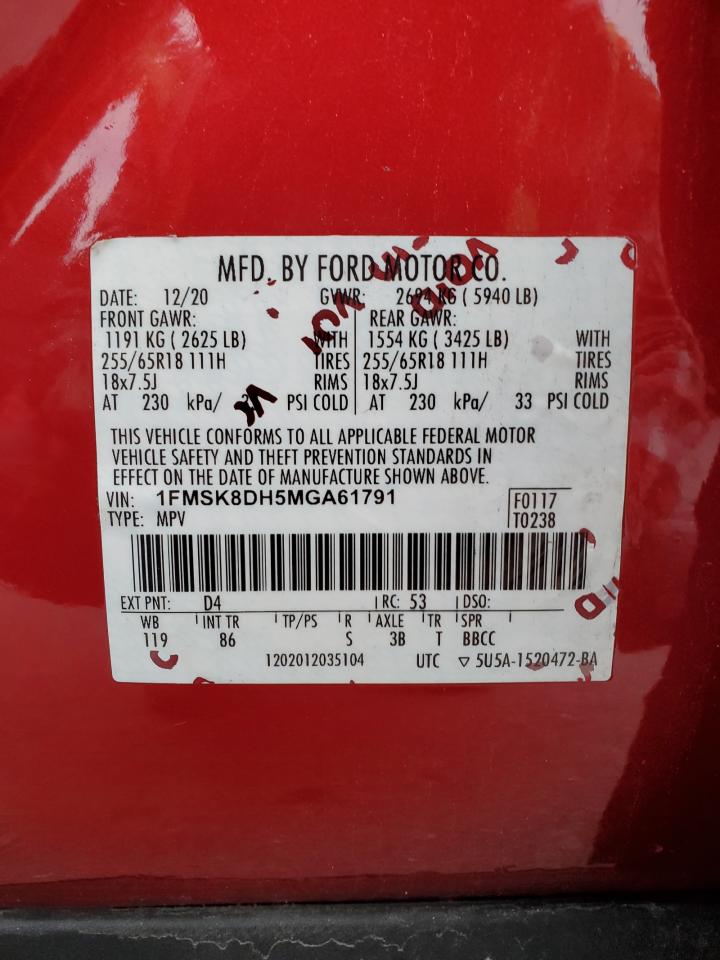 MFD. BY FORD MOTOR CO.
DATE: 12/20 GVWR: 2694 KG ( 5940 LB)
FRONT GAWR: REAR GAWR:
1191 KG ( 2625 LB) WITH 1554 KG ( 3425 LB) WITH
255/65R18 111H TIRES 255/65R18 111H TIRES
18x7.5J RIMS 18x7.5J RIMS
AT 230 kPa/ PSI COLD AT 230 kPa/ 33 PSI COLD
THIS VEHICLE CONFORMS TO ALL APPLICABLE FEDERAL MOTOR
VEHICLE SAFETY AND THEFT PREVENTION STANDARDS IN
EFFECT ON THE DATE OF MANUFACTURE SHOWN ABOVE.
VIN: 1FMSK8DH5MGA61791 F0117
TYPE: MPV T0238
EXT PNT: D4 RC: 53 DSO:
WB INT TR TP/PS R AXLE TR SPR
119 86 S 3B T BBCC
1202012035104 UTC ▽ 5U5A-1520472-BA